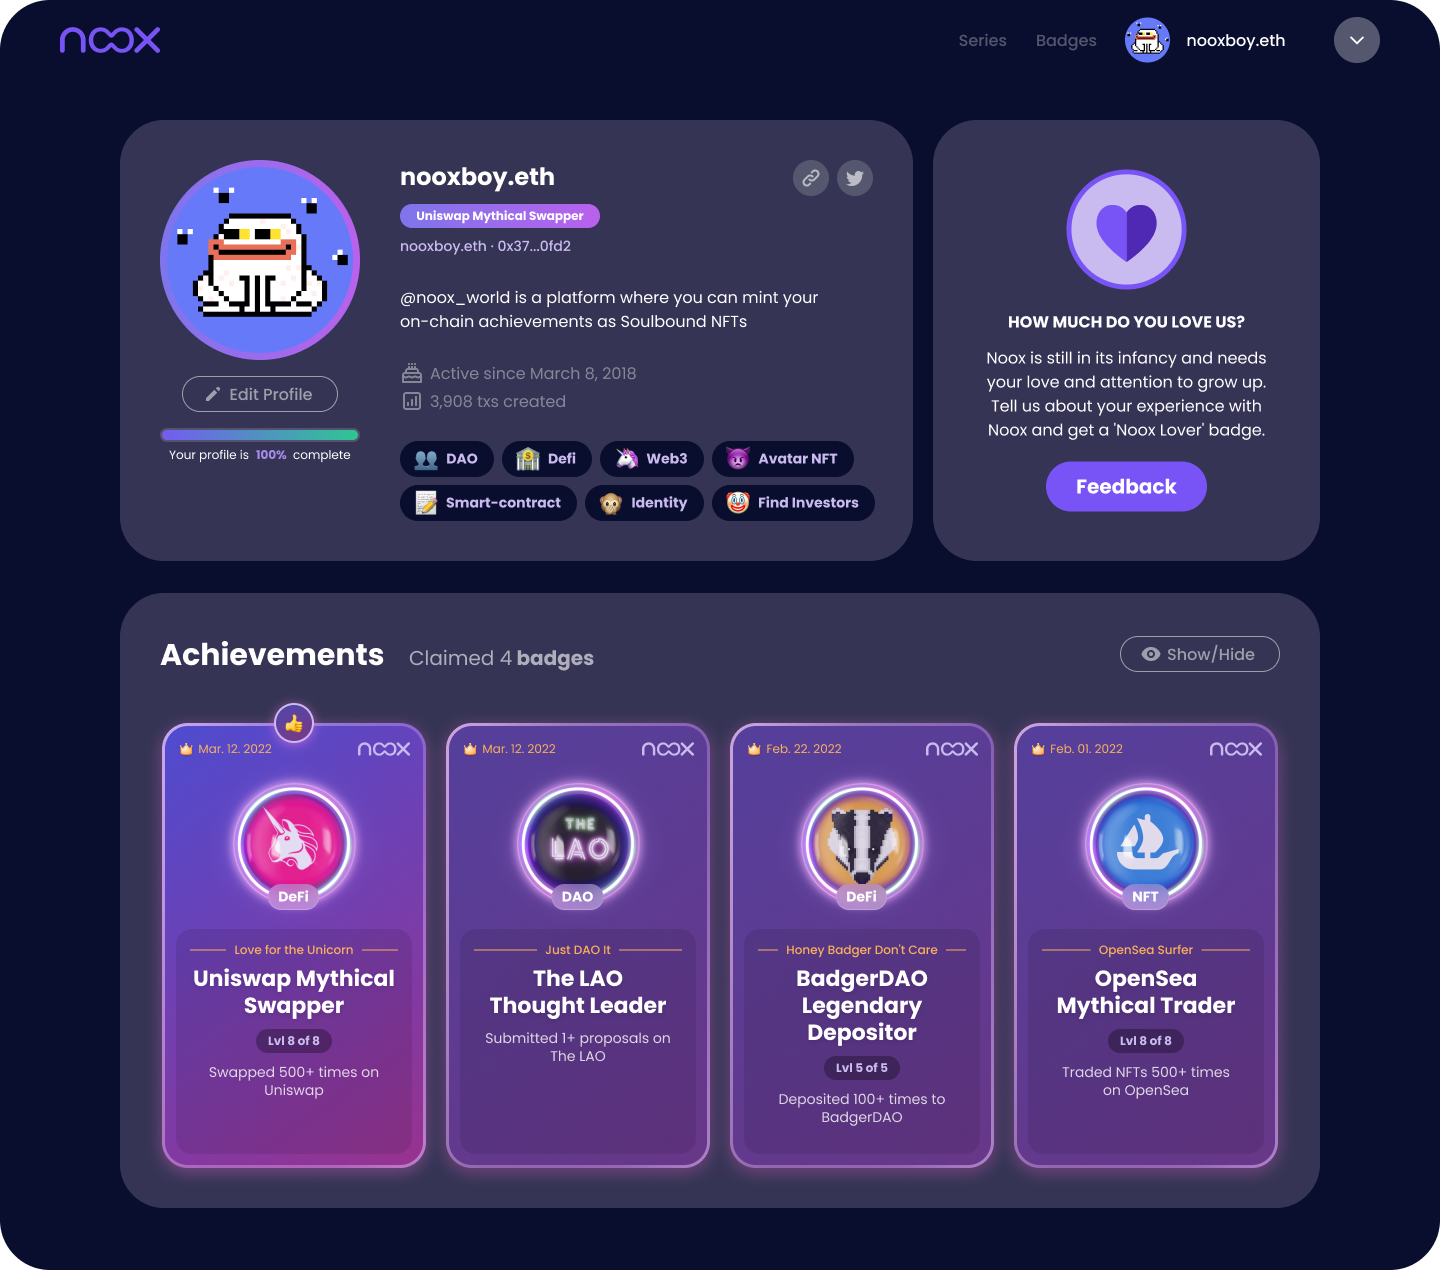 noox
Series
Badges
nooxboy.eth
nooxboy.eth
Uniswap Mythical Swapper
nooxboy.eth · 0x37...0fd2
@noox_world is a platform where you can mint your
on-chain achievements as Soulbound NFTs
Active since March 8, 2018
3,908 txs created
Edit Profile
Your profile is 100% complete
DAO
Defi
Web3
Avatar NFT
Smart-contract
Identity
Find Investors
HOW MUCH DO YOU LOVE US?
Noox is still in its infancy and needs
your love and attention to grow up.
Tell us about your experience with
Noox and get a 'Noox Lover' badge.
Feedback
Achievements
Claimed 4 badges
Show/Hide
Mar. 12. 2022
noox
DeFi
Love for the Unicorn
Uniswap Mythical
Swapper
Lvl 8 of 8
Swapped 500+ times on
Uniswap
Mar. 12. 2022
noox
THE
LAO
DAO
Just DAO It
The LAO
Thought Leader
Submitted 1+ proposals on
The LAO
Feb. 22. 2022
noox
DeFi
Honey Badger Don't Care
BadgerDAO
Legendary
Depositor
Lvl 5 of 5
Deposited 100+ times to
BadgerDAO
Feb. 01. 2022
noox
NFT
OpenSea Surfer
OpenSea
Mythical Trader
Lvl 8 of 8
Traded NFTs 500+ times
on OpenSea